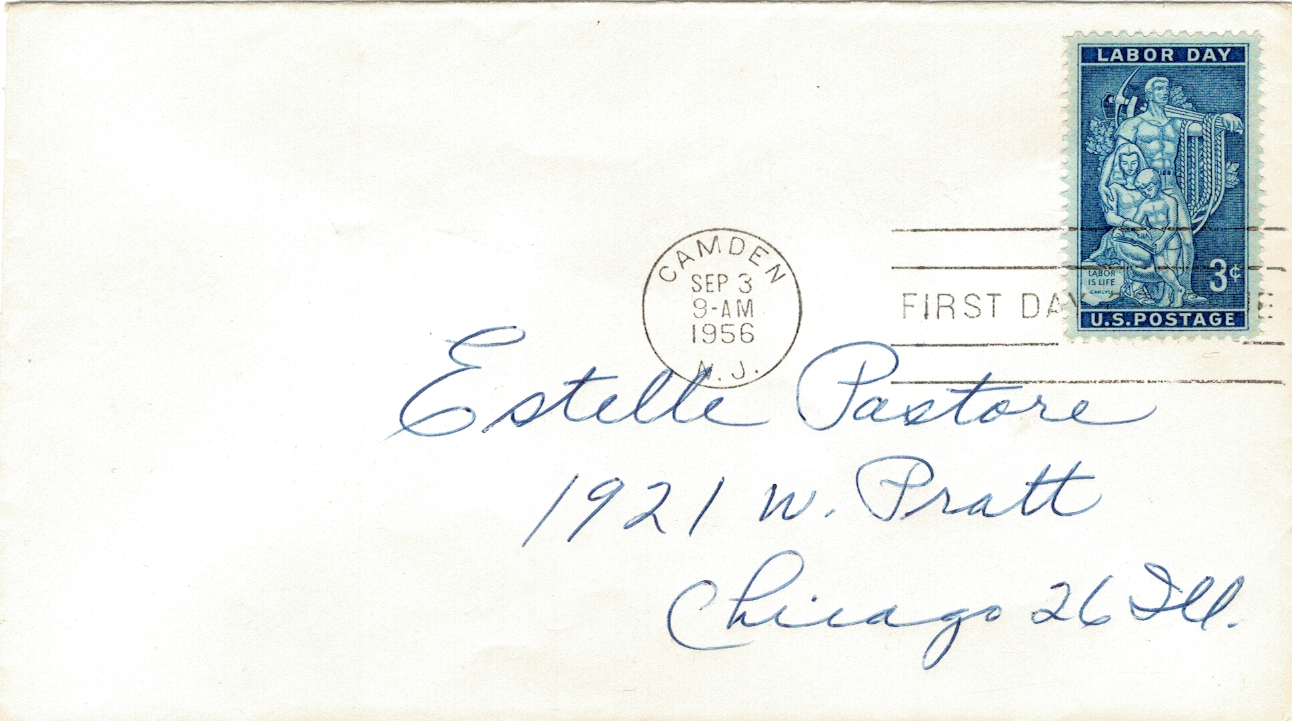 LABOR DAY
LABOR
IS LIFE
CARLYLE
3¢
U.S. POSTAGE
CAMDEN
SEP 3
9-AM
1956
N.J.
FIRST DAY
Estelle Pastore
1921 W. Pratt
Chicago 26 Ill.